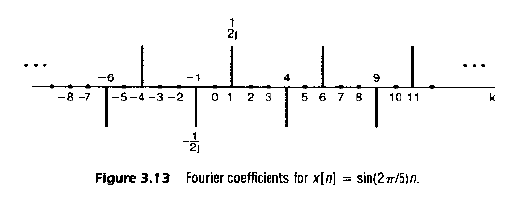 1
2j
...
...
-6
-1
4
9
-8 -7 -5 -4 -3 -2 0 1 2 3 5 6 7 8 10 11 k
-1
2j
Figure 3.13 Fourier coefficients for x[n] = sin(2π/5)n.